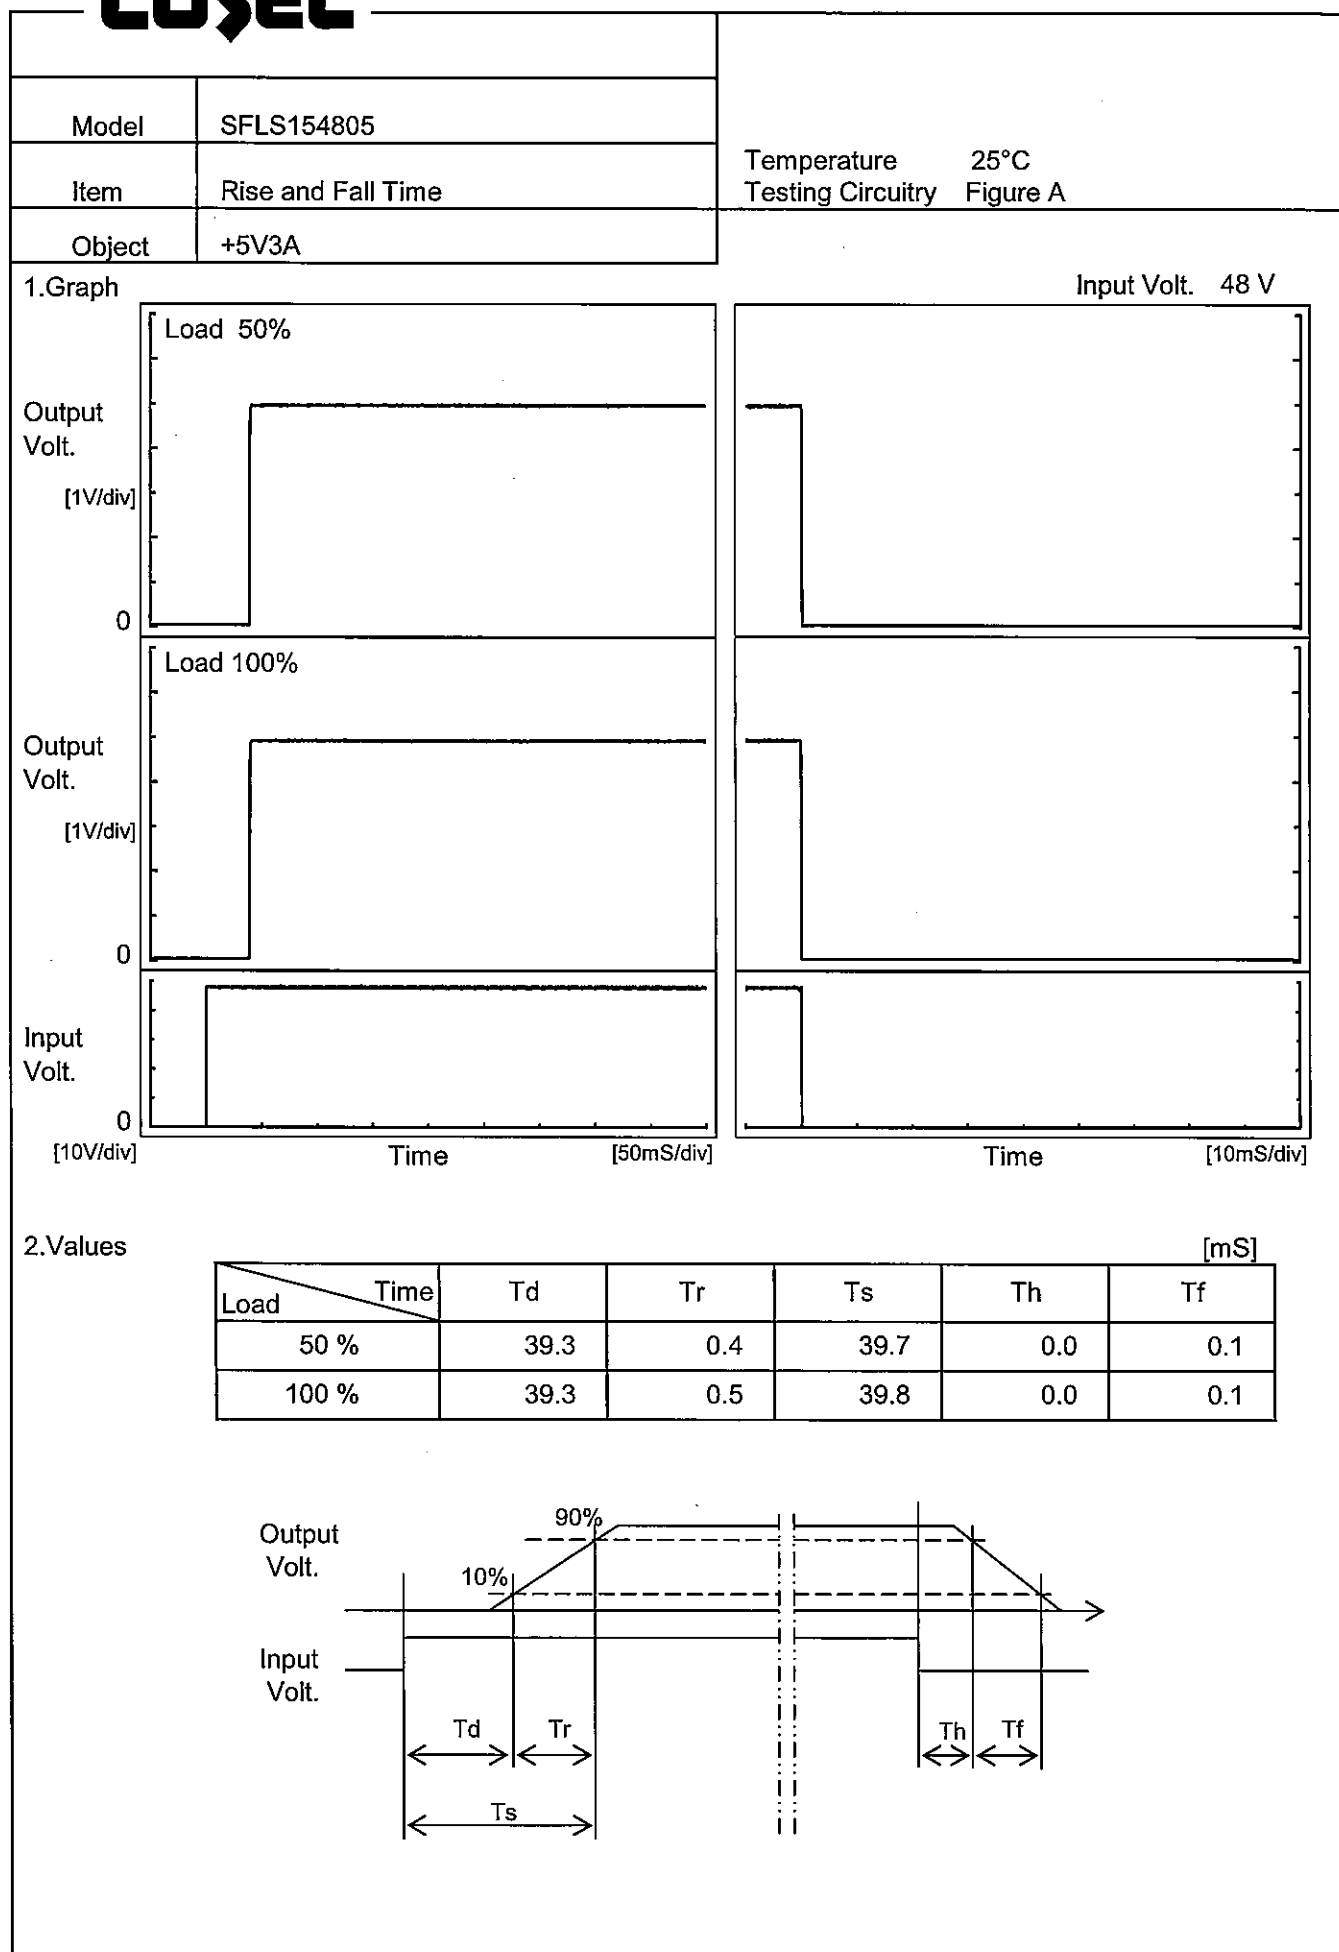 COSEL
Model SFLS154805
Item Rise and Fall Time
Object +5V3A
Temperature 25°C
Testing Circuitry Figure A
1.Graph
Input Volt. 48 V
Load 50%
Output
Volt.
[1V/div]
0
Load 100%
Output
Volt.
[1V/div]
0
Input
Volt.
0
[10V/div] Time [50mS/div] Time [10mS/div]
2.Values
[mS]
Time Td Tr Ts Th Tf
Load
50 % 39.3 0.4 39.7 0.0 0.1
100 % 39.3 0.5 39.8 0.0 0.1
90%
Output
Volt.
10%
Input
Volt.
Td Tr Th Tf
Ts